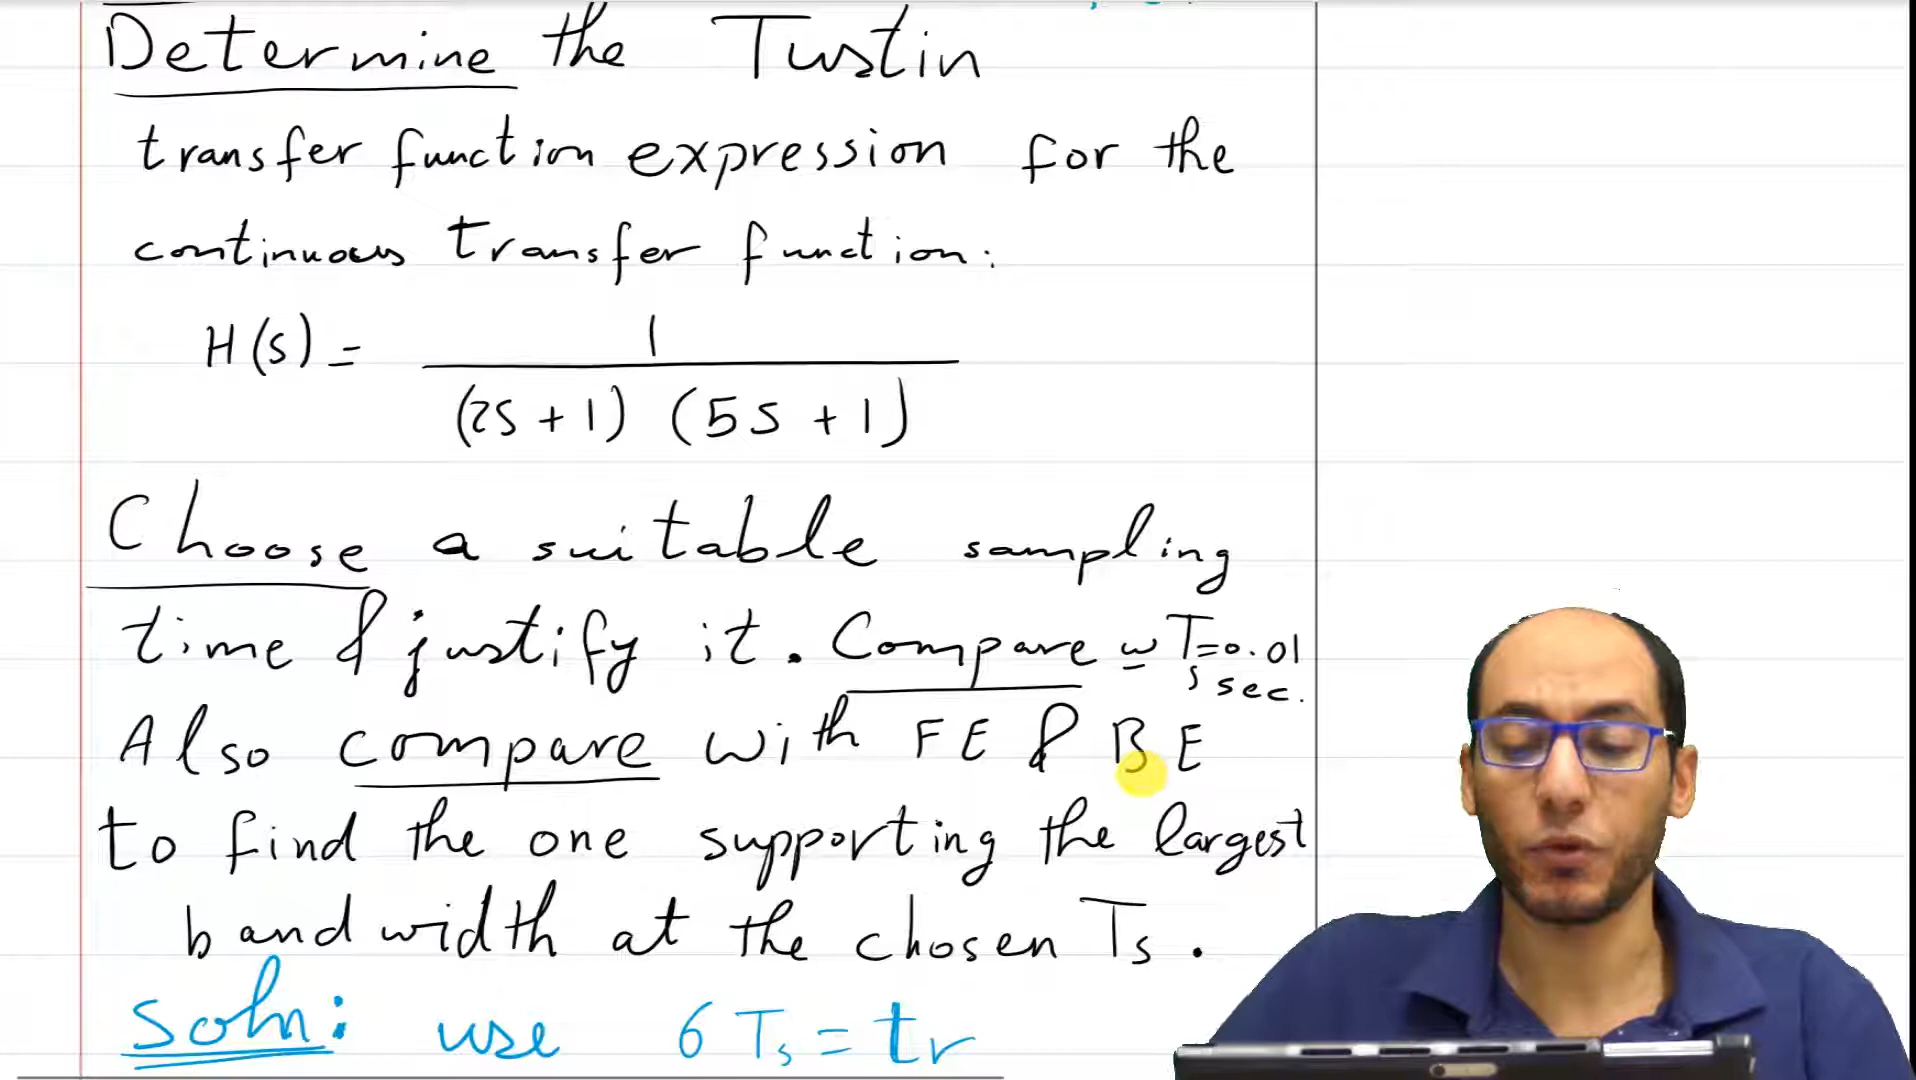 Determine the Tustin
transfer function expression for the
continuous transfer function:
H(s) = 1 / (2s + 1) (5s + 1)
Choose a suitable sampling
time & justify it. Compare w Ts=0.01 sec.
Also compare with FE & BE
to find the one supporting the largest
bandwidth at the chosen Ts.
Soln: use 6 Ts = tr